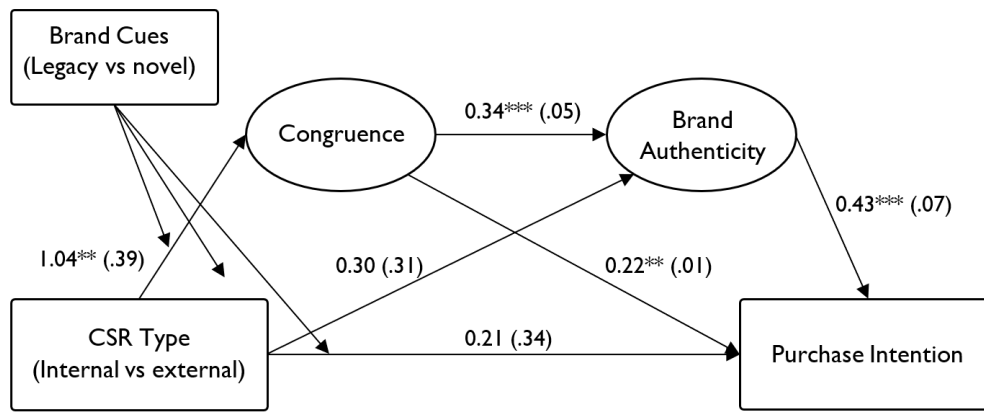 Brand Cues
(Legacy vs novel)
Congruence
0.34*** (.05)
Brand
Authenticity
0.43*** (.07)
1.04** (.39)
0.30 (.31)
0.22** (.01)
CSR Type
(Internal vs external)
0.21 (.34)
Purchase Intention